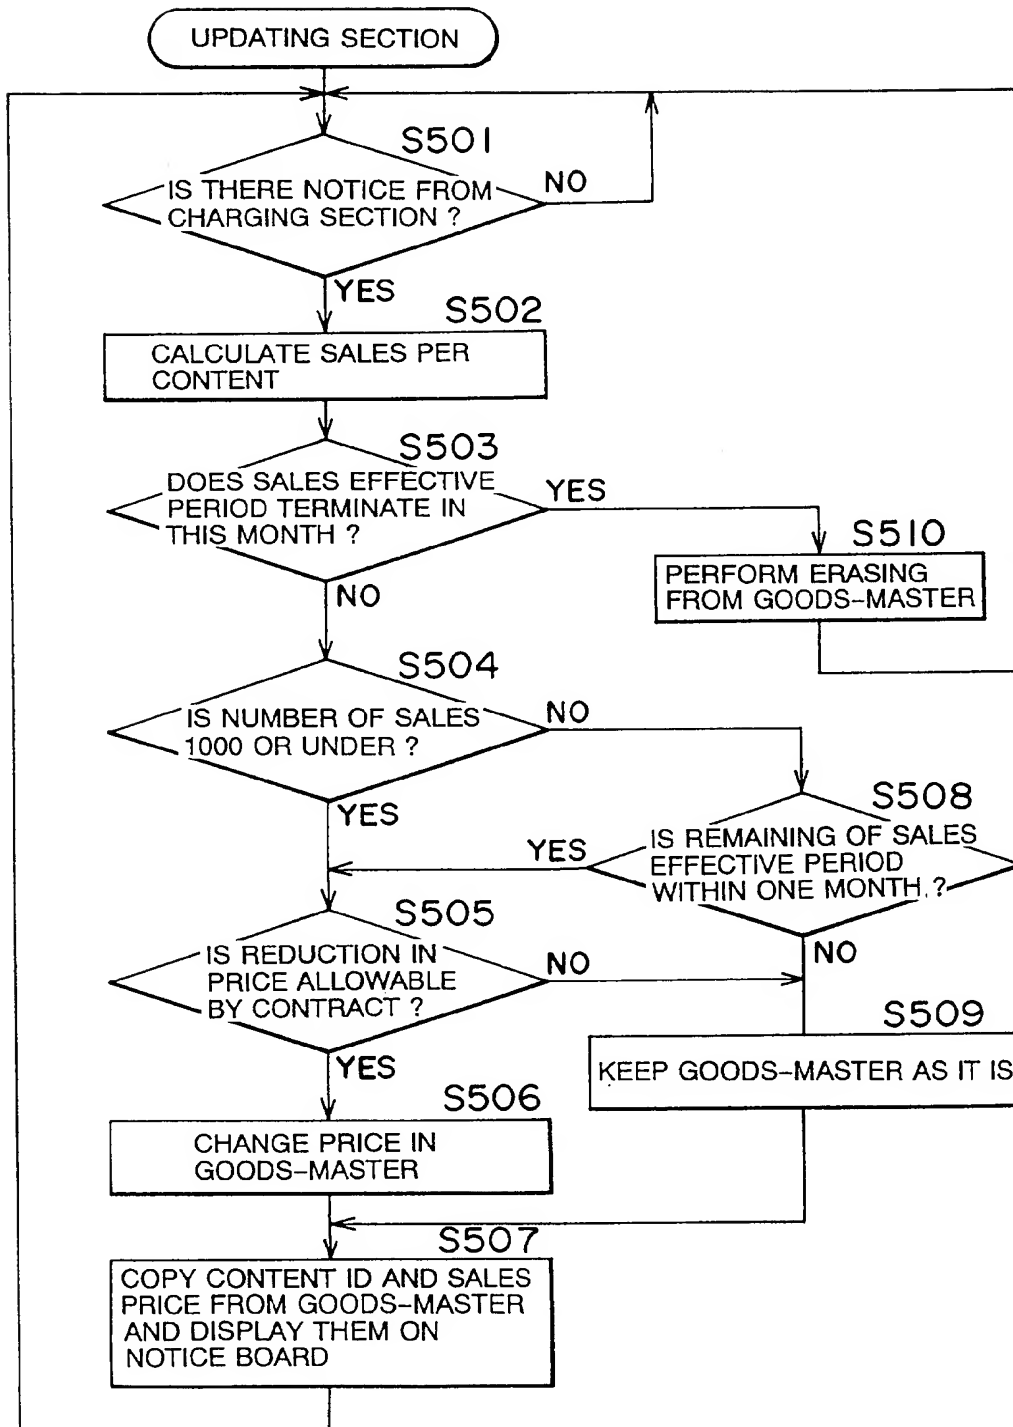 UPDATING SECTION
S501
IS THERE NOTICE FROM
CHARGING SECTION ?
NO
YES
S502
CALCULATE SALES PER
CONTENT
S503
DOES SALES EFFECTIVE
PERIOD TERMINATE IN
THIS MONTH ?
YES
NO
S510
PERFORM ERASING
FROM GOODS-MASTER
S504
IS NUMBER OF SALES
1000 OR UNDER ?
NO
YES
S508
IS REMAINING OF SALES
EFFECTIVE PERIOD
WITHIN ONE MONTH ?
YES
NO
S505
IS REDUCTION IN
PRICE ALLOWABLE
BY CONTRACT ?
NO
YES
S509
KEEP GOODS-MASTER AS IT IS
S506
CHANGE PRICE IN
GOODS-MASTER
S507
COPY CONTENT ID AND SALES
PRICE FROM GOODS-MASTER
AND DISPLAY THEM ON
NOTICE BOARD